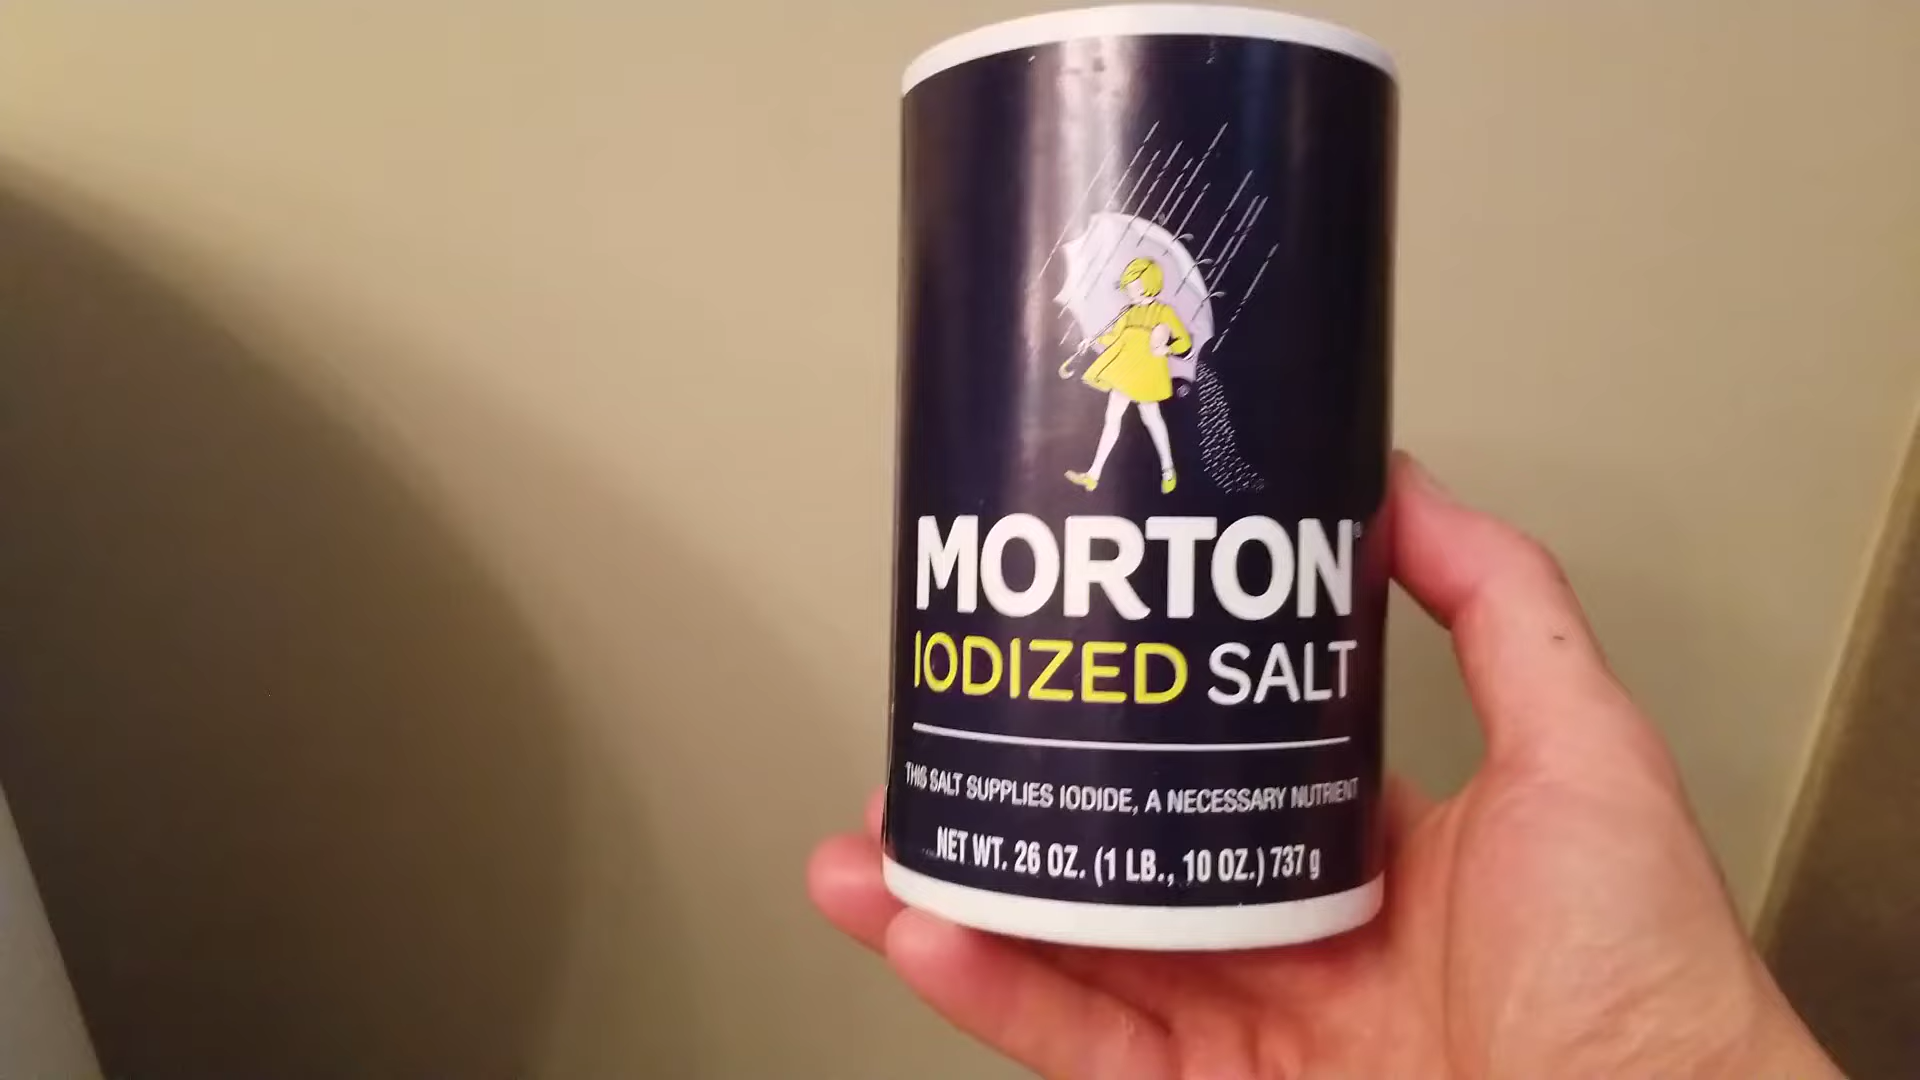 MORTON®
IODIZED SALT
THIS SALT SUPPLIES IODIDE, A NECESSARY NUTRIENT
NET WT. 26 OZ. (1 LB., 10 OZ.) 737 g